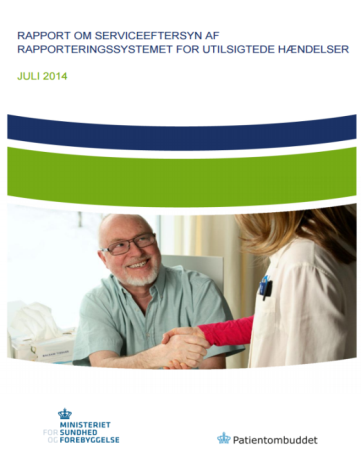 RAPPORT OM SERVICEEFTERSYN AF
RAPPORTERINGSSYSTEMET FOR UTILSIGTEDE HÆNDELSER
JULI 2014
MINISTERIET
FOR SUNDHED
OG FOREBYGGELSE
Patientombuddet